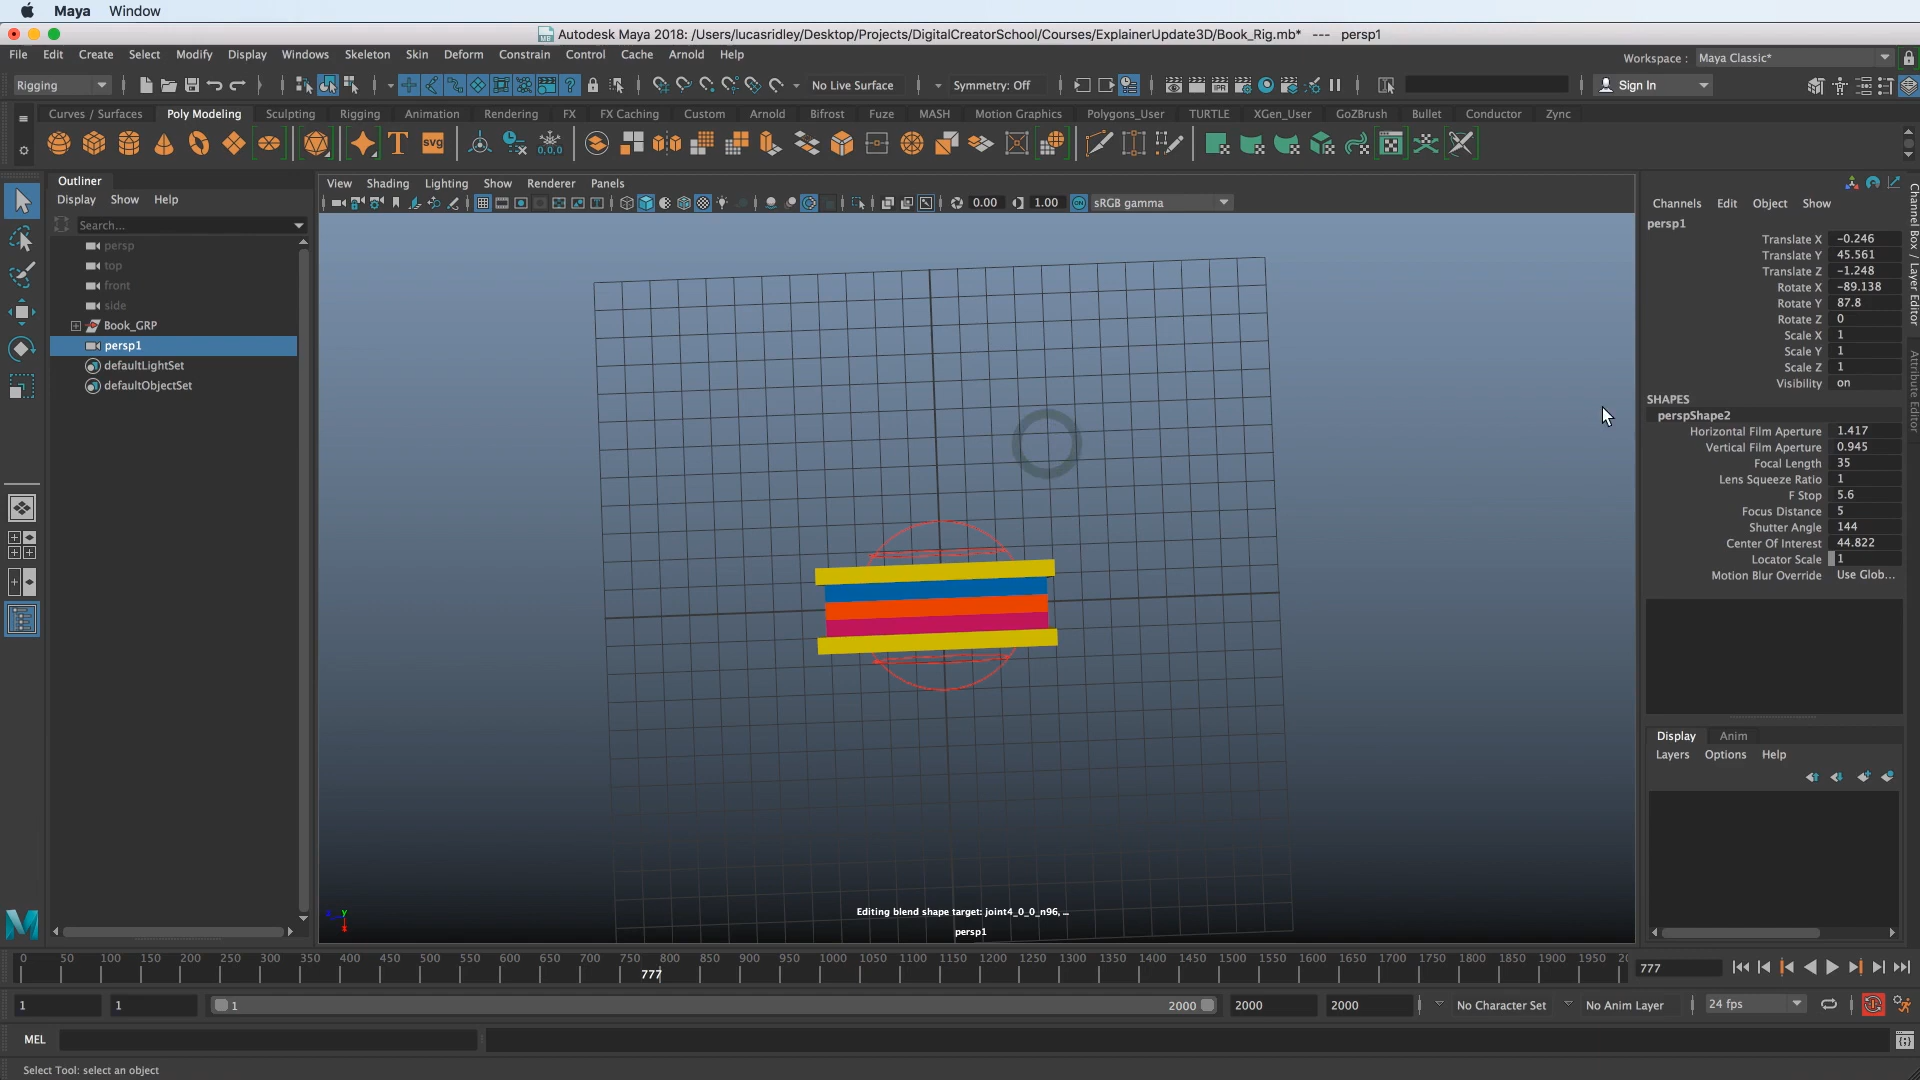 Maya Window
Autodesk Maya 2018: /Users/lucasridley/Desktop/Projects/DigitalCreatorSchool/Courses/ExplainerUpdate3D/Book_Rig.mb* --- persp1
File Edit Create Select Modify Display Windows Skeleton Skin Deform Constrain Control Cache Arnold Help
Workspace : Maya Classic*
Rigging
No Live Surface
Symmetry: Off
Sign In
Curves / Surfaces Poly Modeling Sculpting Rigging Animation Rendering FX FX Caching Custom Arnold Bifrost Fuze MASH Motion Graphics Polygons_User TURTLE XGen_User GoZBrush Bullet Conductor Zync
T SVG
0,0,0
Outliner
Display Show Help
Search...
persp
top
front
side
Book_GRP
persp1
defaultLightSet
defaultObjectSet
View Shading Lighting Show Renderer Panels
0.00 1.00 ON sRGB gamma
Editing blend shape target: joint4_0_0_n96, ...
persp1
y
Channels Edit Object Show
persp1
Translate X -0.246
Translate Y 45.561
Translate Z -1.248
Rotate X -89.138
Rotate Y 87.8
Rotate Z 0
Scale X 1
Scale Y 1
Scale Z 1
Visibility on
SHAPES
perspShape2
Horizontal Film Aperture 1.417
Vertical Film Aperture 0.945
Focal Length 35
Lens Squeeze Ratio 1
F Stop 5.6
Focus Distance 5
Shutter Angle 144
Center Of Interest 44.822
Locator Scale 1
Motion Blur Override Use Glob...
Channel Box / Layer Editor
Attribute Editor
Display Anim
Layers Options Help
0 50 100 150 200 250 300 350 400 450 500 550 600 650 700 750 800 850 900 950 1000 1050 1100 1150 1200 1250 1300 1350 1400 1450 1500 1550 1600 1650 1700 1750 1800 1850 1900 1950
777
777
1 1 1 2000 2000 2000
No Character Set
No Anim Layer
24 fps
MEL
Select Tool: select an object